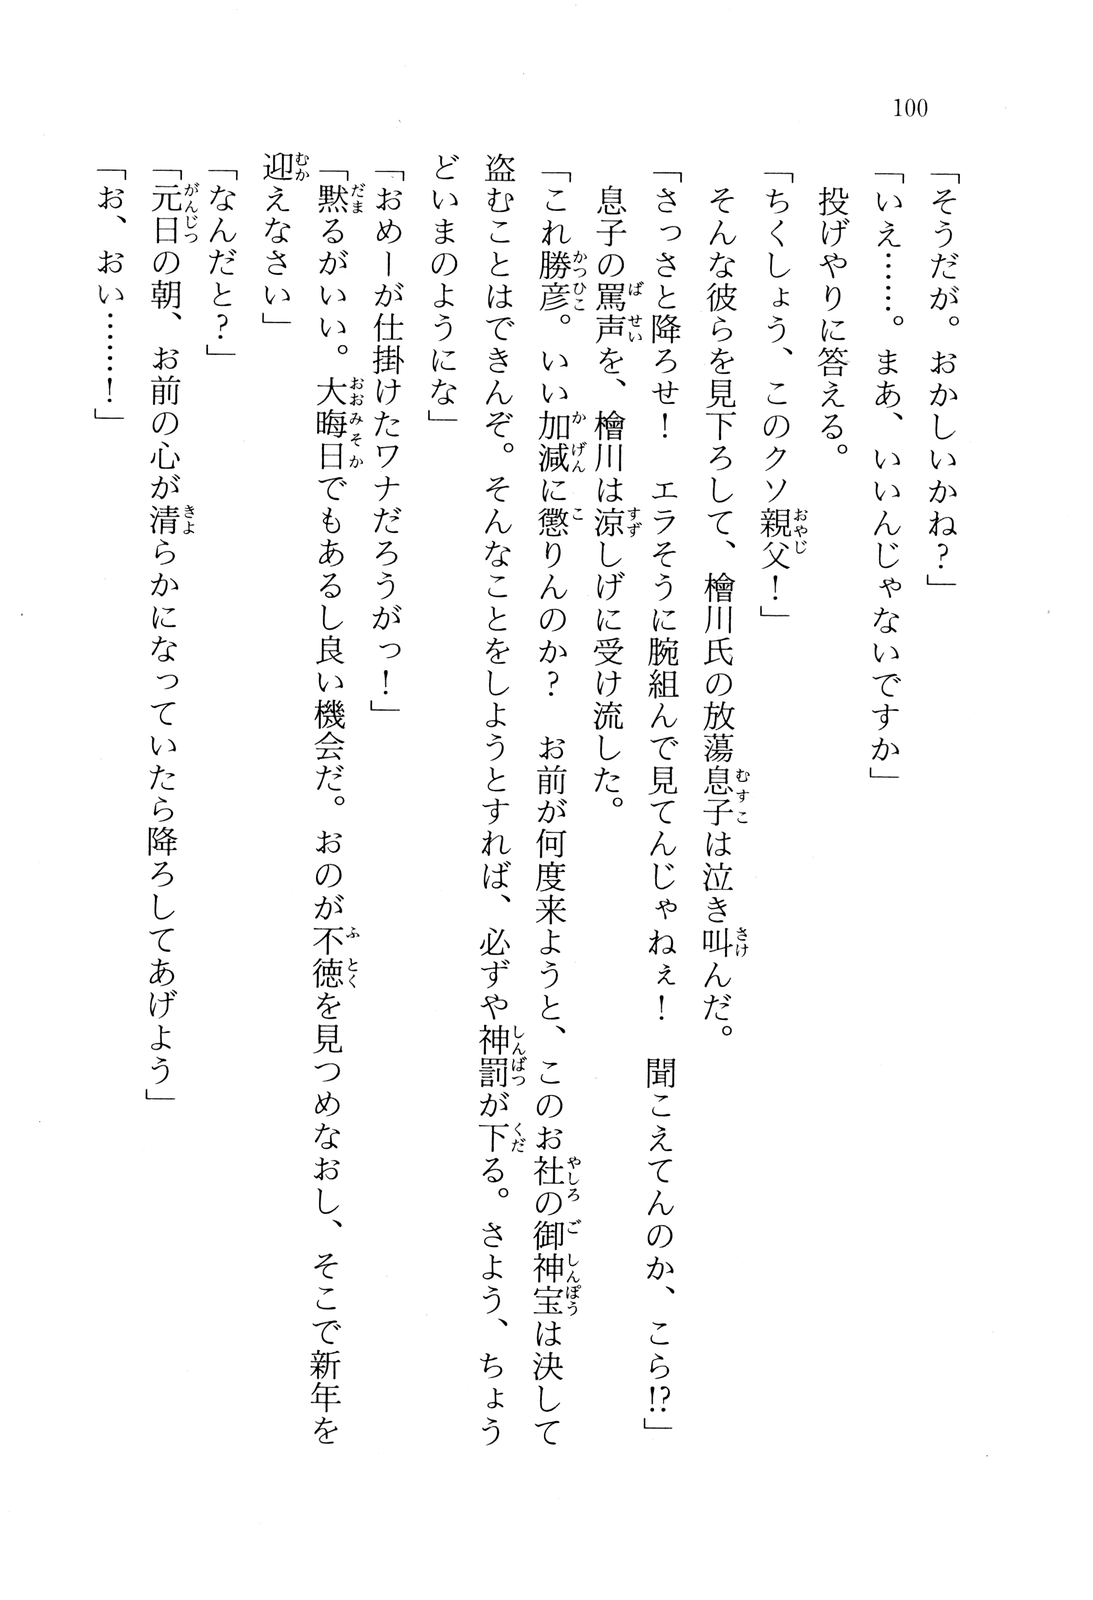 100
「そうだが。おかしいかね？」
「いえ……。まあ、いいんじゃないですか」
　投げやりに答える。
「ちくしょう、このクソ親父！」
　そんな彼らを見下ろして、檜川氏の放蕩息子は泣き叫んだ。
「さっさと降ろせ！　エラそうに腕組んで見てんじゃねぇ！　聞こえてんのか、こら!?」
　息子の罵声を、檜川は涼しげに受け流した。
「これ勝彦。いい加減に懲りんのか？　お前が何度来ようと、このお社の御神宝は決して
盗むことはできんぞ。そんなことをしようとすれば、必ずや神罰が下る。さよう、ちょう
どいまのようにな」
「おめーが仕掛けたワナだろうがっ！」
「黙るがいい。大晦日でもあるし良い機会だ。おのが不徳を見つめなおし、そこで新年を
迎えなさい」
「なんだと？」
「元日の朝、お前の心が清らかになっていたら降ろしてあげよう」
「お、おい……！」